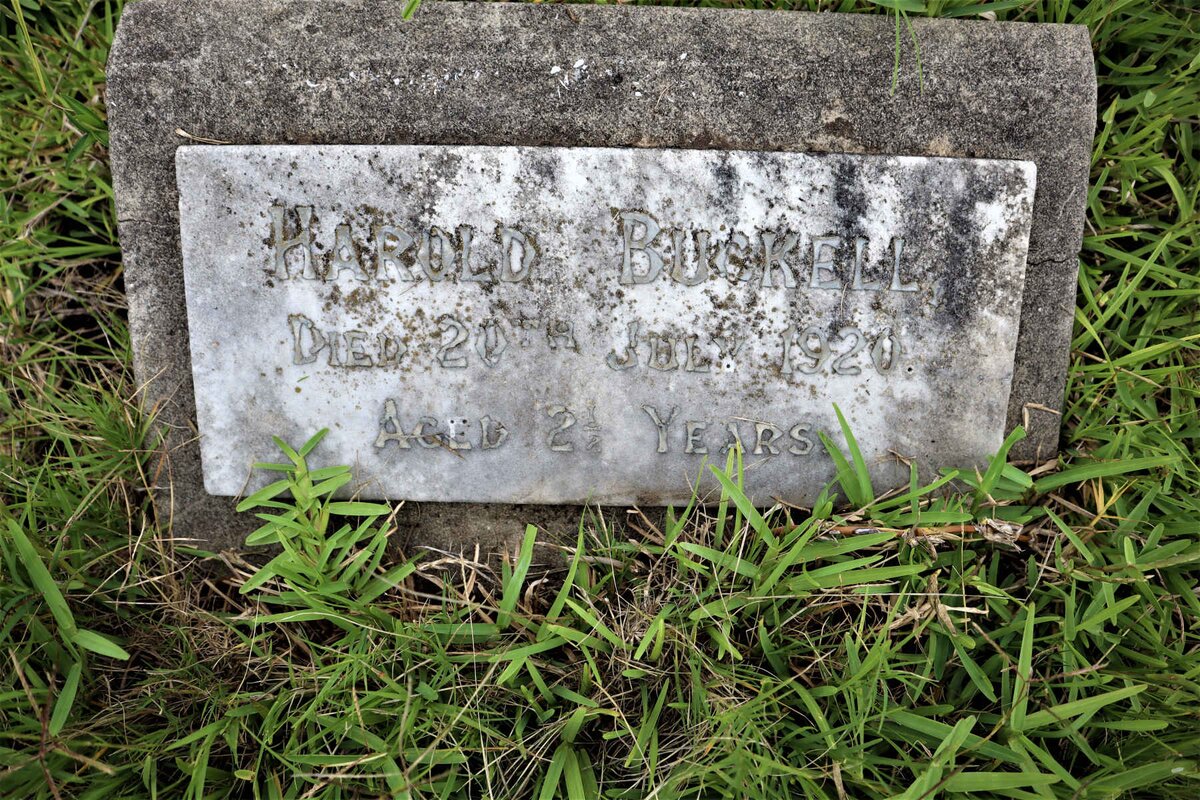 Harold Buckell,
Died 20TH July 1920.
Aged 2½ Years.